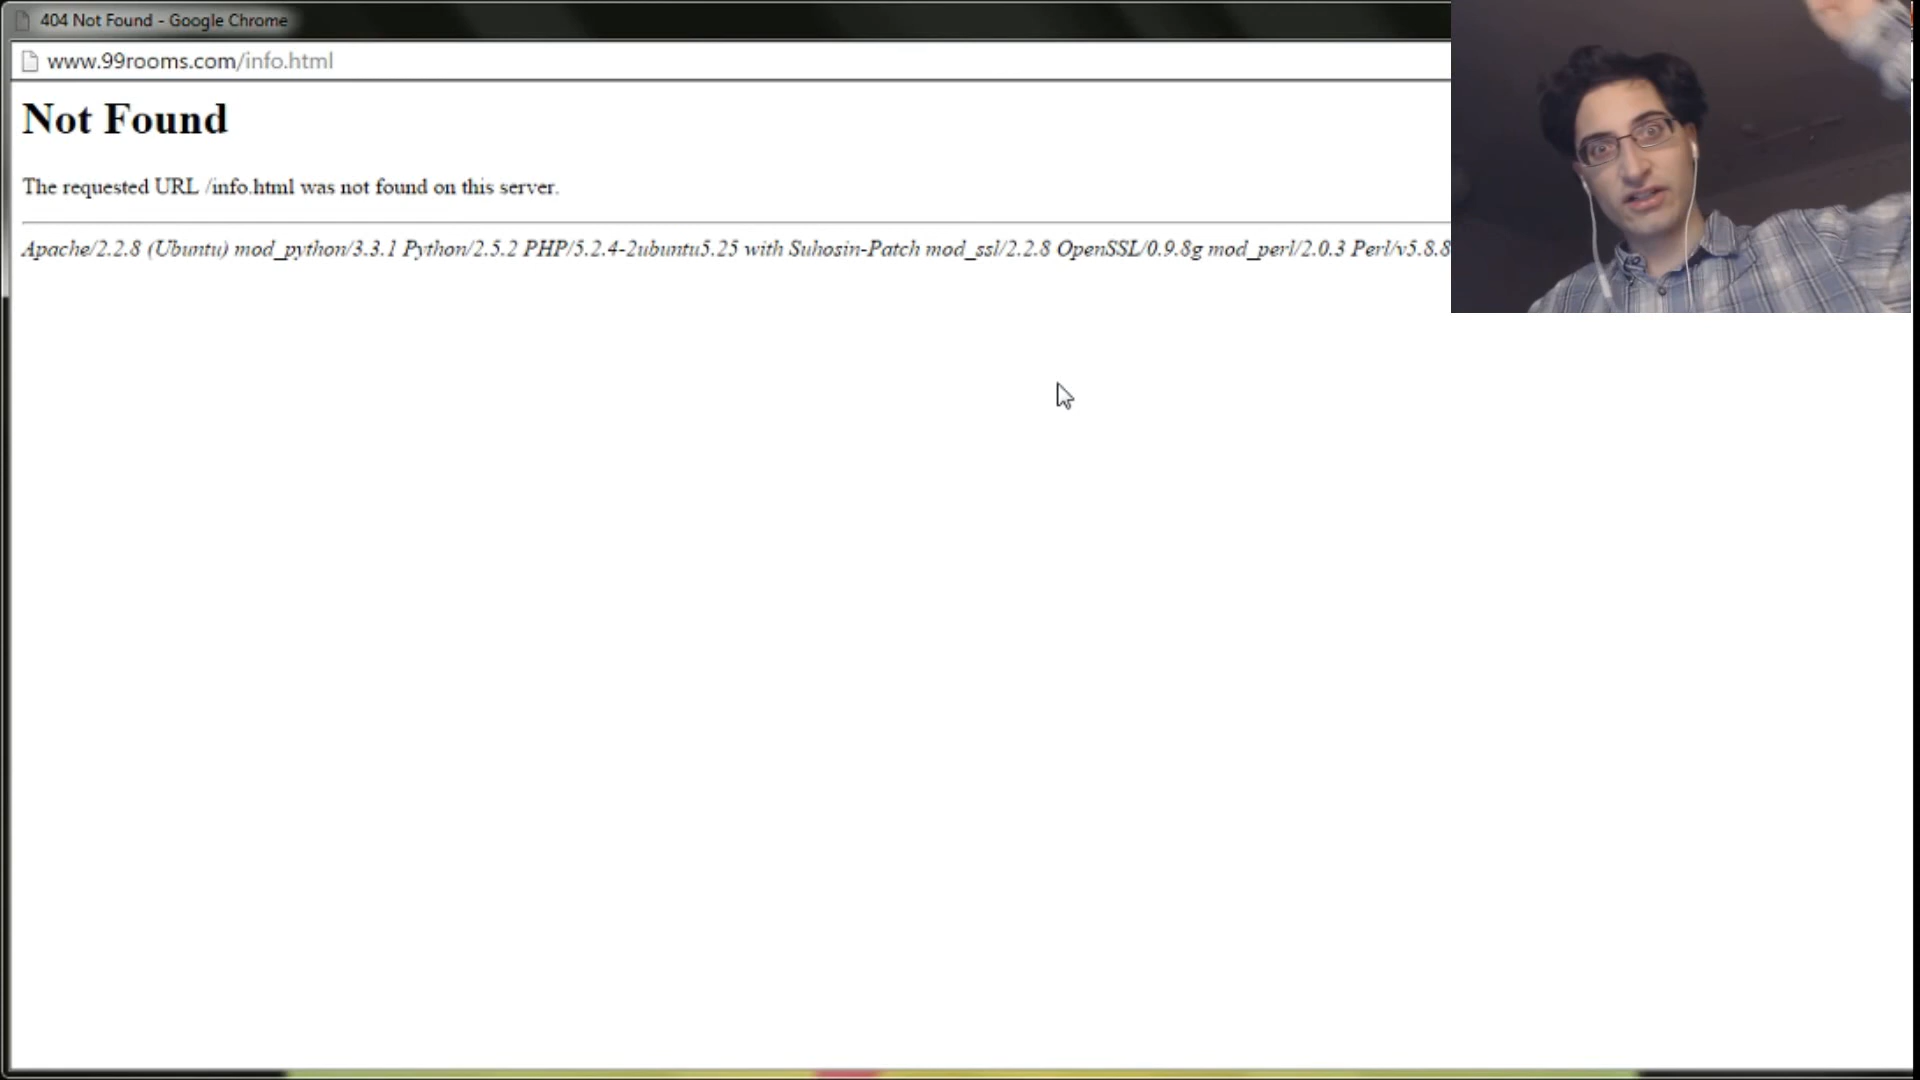 404 Not Found - Google Chrome
www.99rooms.com/info.html
Not Found
The requested URL /info.html was not found on this server.
Apache/2.2.8 (Ubuntu) mod_python/3.3.1 Python/2.5.2 PHP/5.2.4-2ubuntu5.25 with Suhosin-Patch mod_ssl/2.2.8 OpenSSL/0.9.8g mod_perl/2.0.3 Perl/v5.8.8